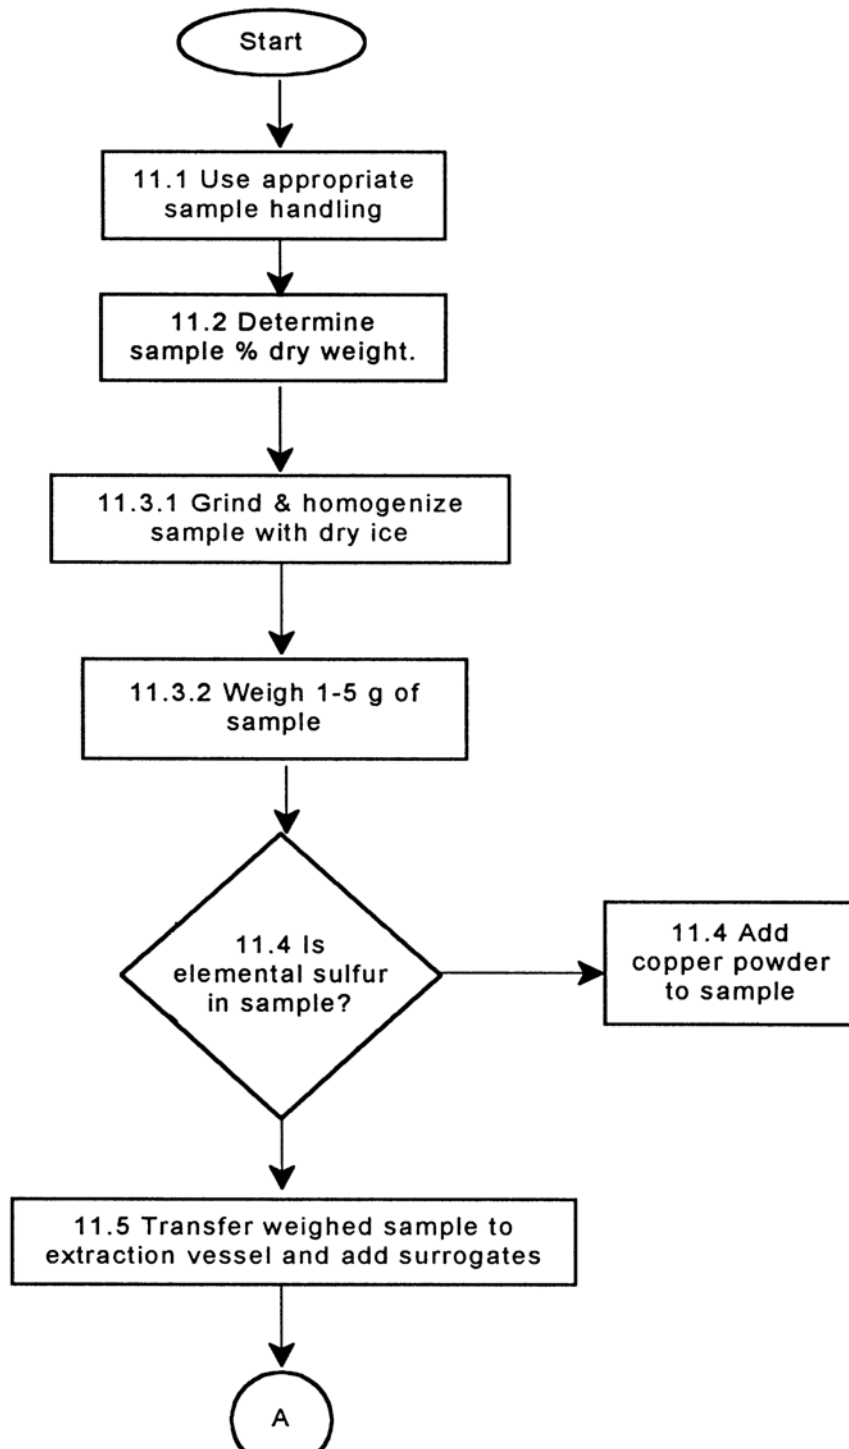 Start
11.1 Use appropriate
sample handling
11.2 Determine
sample % dry weight.
11.3.1 Grind & homogenize
sample with dry ice
11.3.2 Weigh 1-5 g of
sample
11.4 Is
elemental sulfur
in sample?
11.4 Add
copper powder
to sample
11.5 Transfer weighed sample to
extraction vessel and add surrogates
A